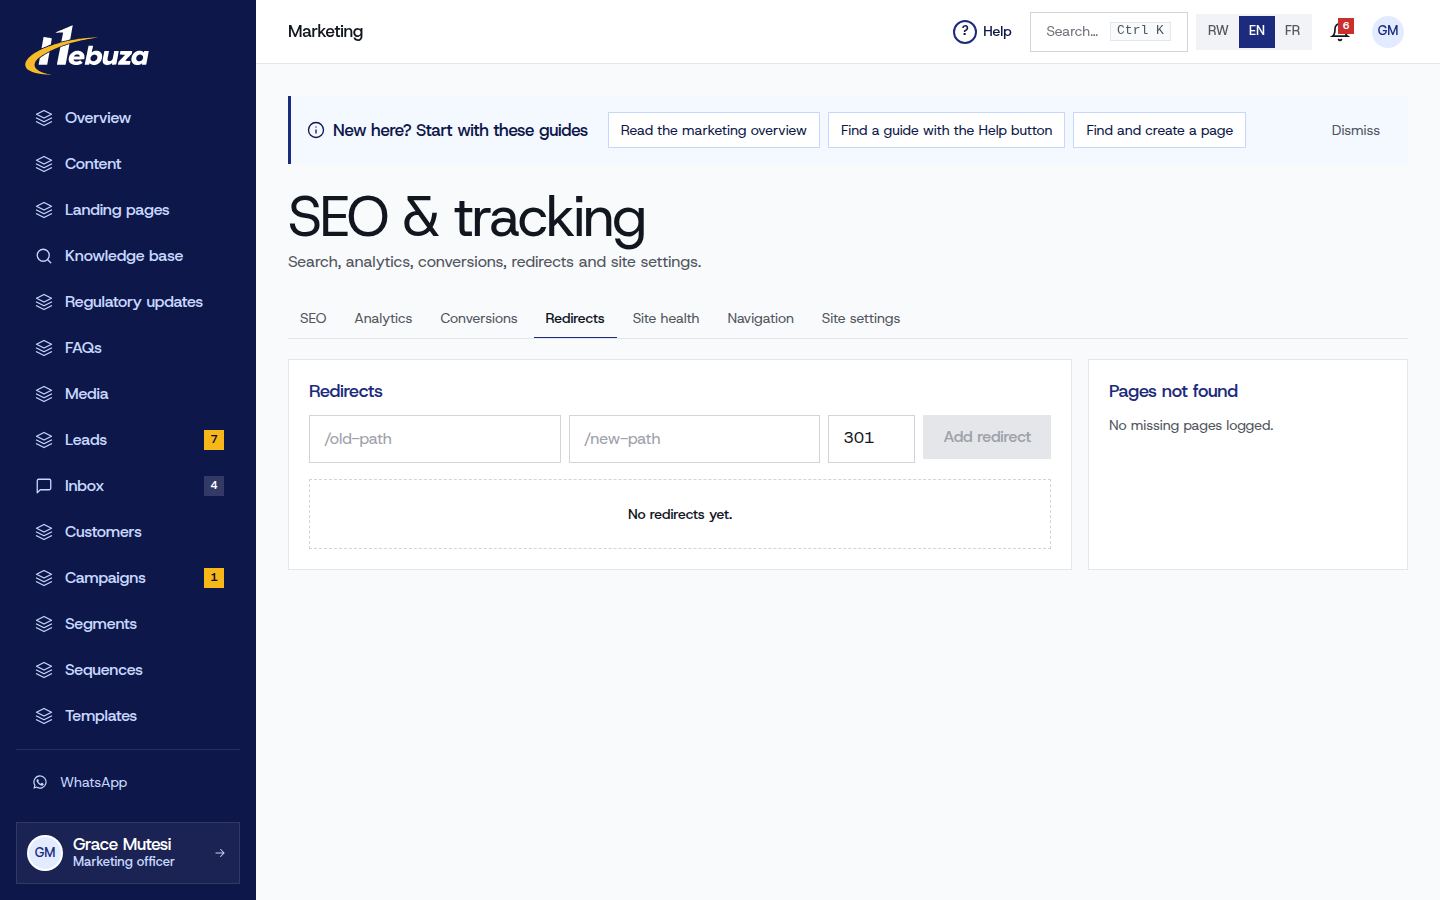 Hebuza
Overview
Content
Landing pages
Knowledge base
Regulatory updates
FAQs
Media
Leads 7
Inbox 4
Customers
Campaigns 1
Segments
Sequences
Templates
WhatsApp
GM Grace Mutesi
Marketing officer
Marketing
? Help
Search... Ctrl K
RW EN FR
6
GM
New here? Start with these guides
Read the marketing overview
Find a guide with the Help button
Find and create a page
Dismiss
SEO & tracking
Search, analytics, conversions, redirects and site settings.
SEO Analytics Conversions Redirects Site health Navigation Site settings
Redirects
/old-path /new-path 301 Add redirect
No redirects yet.
Pages not found
No missing pages logged.